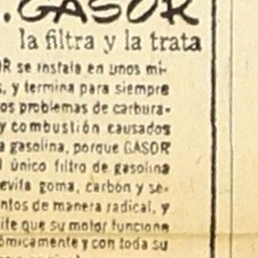 .GASOR
la filtra y la trata
R se instala en unos mi-
s, y termina para siempre
os problemas de carbura-
y combustión causados
a gasolina, porque GASOR
l único filtro de gasolina
evita goma, carbón y se-
ntos de manera radical, y
ite que su motor funcione
ómicamente y con toda su